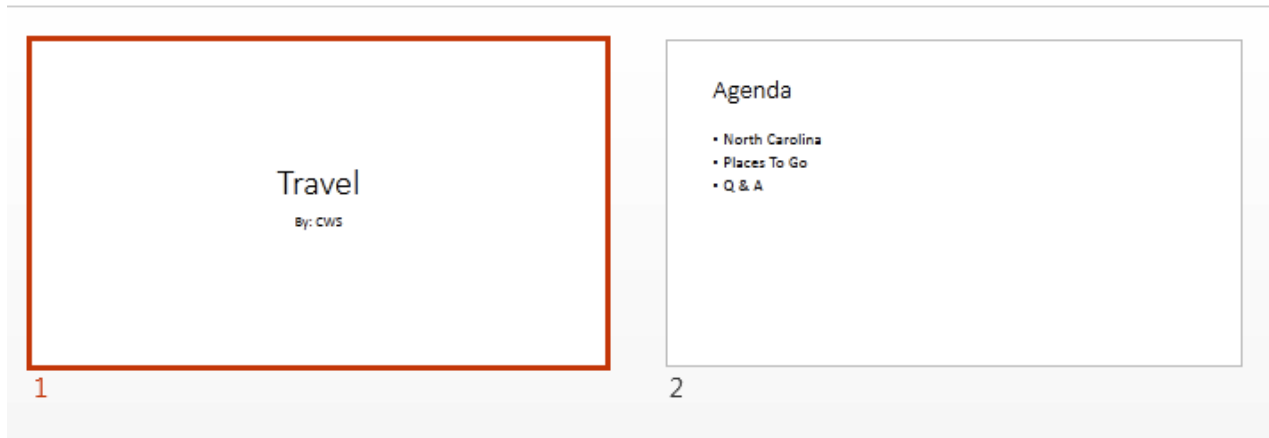 Travel
By: CWS
1
Agenda
• North Carolina
• Places To Go
• Q & A
2